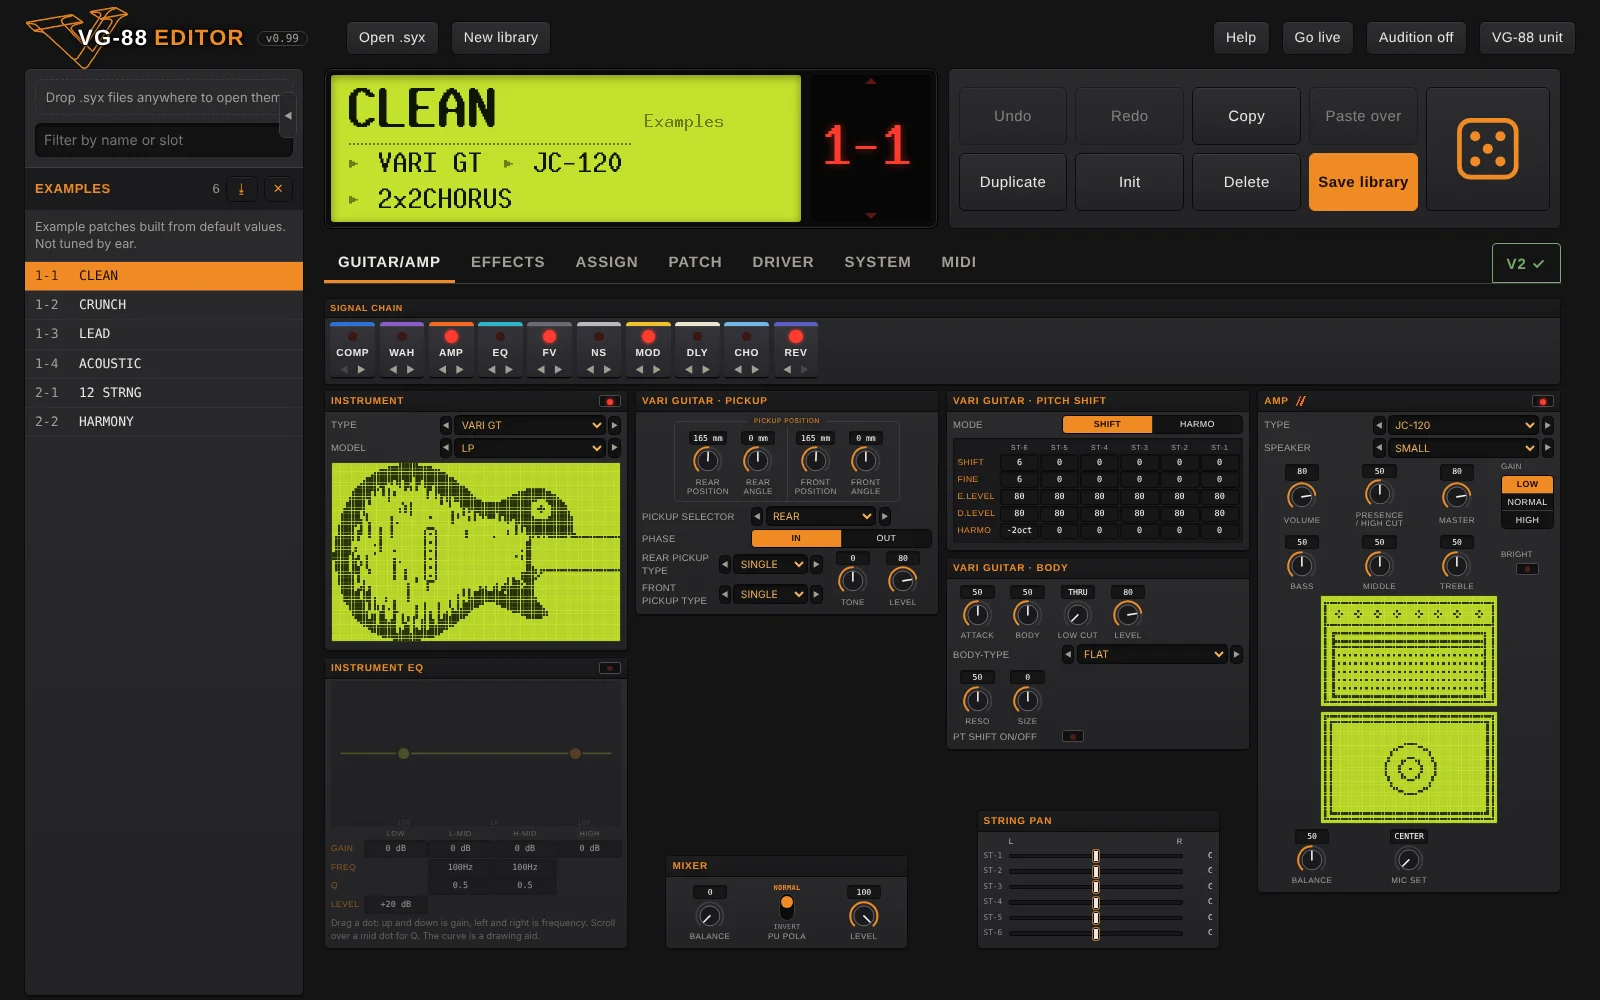 VG-88 EDITOR v0.99
Open .syx
New library
Help
Go live
Audition off
VG-88 unit
Drop .syx files anywhere to open them
Filter by name or slot
EXAMPLES 6
Example patches built from default values.
Not tuned by ear.
1-1 CLEAN
1-2 CRUNCH
1-3 LEAD
1-4 ACOUSTIC
2-1 12 STRNG
2-2 HARMONY
CLEAN
Examples
VARI GT JC-120
2x2CHORUS
1-1
Undo
Redo
Copy
Paste over
Duplicate
Init
Delete
Save library
GUITAR/AMP
EFFECTS
ASSIGN
PATCH
DRIVER
SYSTEM
MIDI
V2
SIGNAL CHAIN
COMP
WAH
AMP
EQ
FV
NS
MOD
DLY
CHO
REV
INSTRUMENT
TYPE VARI GT
MODEL LP
INSTRUMENT EQ
100 1k 10k
LOW L-MID H-MID HIGH
GAIN 0 dB 0 dB 0 dB 0 dB
FREQ 100Hz 100Hz
Q 0.5 0.5
LEVEL +20 dB
Drag a dot: up and down is gain, left and right is frequency. Scroll
over a mid dot for Q. The curve is a drawing aid.
VARI GUITAR · PICKUP
PICKUP POSITION
165 mm 0 mm 165 mm 0 mm
REAR POSITION
REAR ANGLE
FRONT POSITION
FRONT ANGLE
PICKUP SELECTOR REAR
PHASE IN OUT
REAR PICKUP
TYPE
SINGLE
FRONT
PICKUP TYPE
SINGLE
0 80
TONE LEVEL
MIXER
0
BALANCE
NORMAL
INVERT
PU POLA
100
LEVEL
VARI GUITAR · PITCH SHIFT
MODE SHIFT HARMO
ST-6 ST-5 ST-4 ST-3 ST-2 ST-1
SHIFT 6 0 0 0 0 0
FINE 6 0 0 0 0 0
E.LEVEL 80 80 80 80 80 80
D.LEVEL 80 80 80 80 80 80
HARMO -2oct 0 0 0 0 0
VARI GUITAR · BODY
50 50 THRU 80
ATTACK BODY LOW CUT LEVEL
BODY-TYPE FLAT
50 0
RESO SIZE
PT SHIFT ON/OFF
STRING PAN
L R
ST-1 C
ST-2 C
ST-3 C
ST-4 C
ST-5 C
ST-6 C
AMP
TYPE JC-120
SPEAKER SMALL
80 50 80
VOLUME
PRESENCE
/ HIGH CUT
MASTER
GAIN
LOW
NORMAL
HIGH
50 50 50
BASS MIDDLE TREBLE
BRIGHT
50 CENTER
BALANCE MIC SET